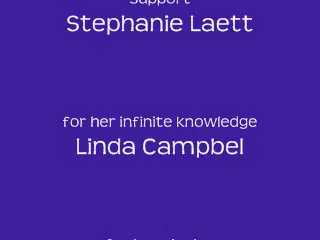 Support
Stephanie Laett
for her infinite knowledge
Linda Campbel